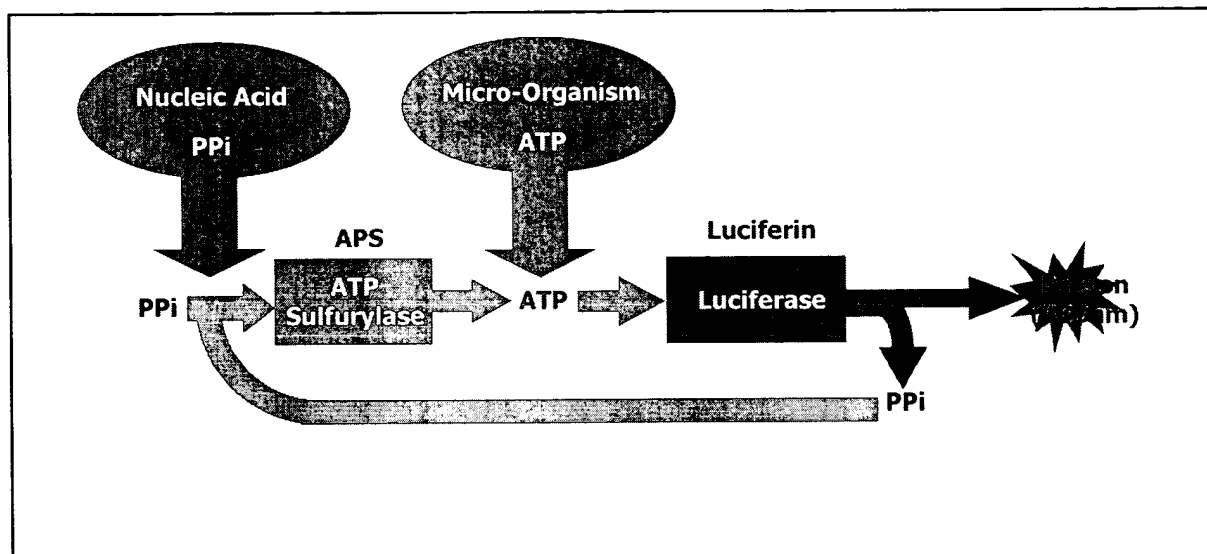 Nucleic Acid
PPi
Micro-Organism
ATP
APS
Luciferin
PPi
ATP
Sulfurylase
ATP
Luciferase
PPi